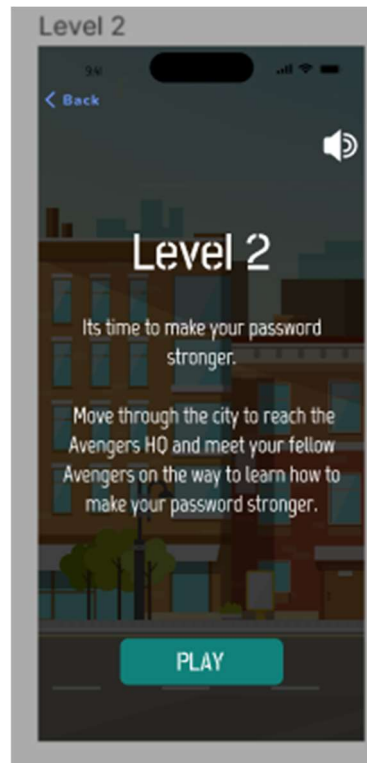 Level 2
9:41
Back
Level 2
Its time to make your password
stronger.
Move through the city to reach the
Avengers HQ and meet your fellow
Avengers on the way to learn how to
make your password stronger.
PLAY